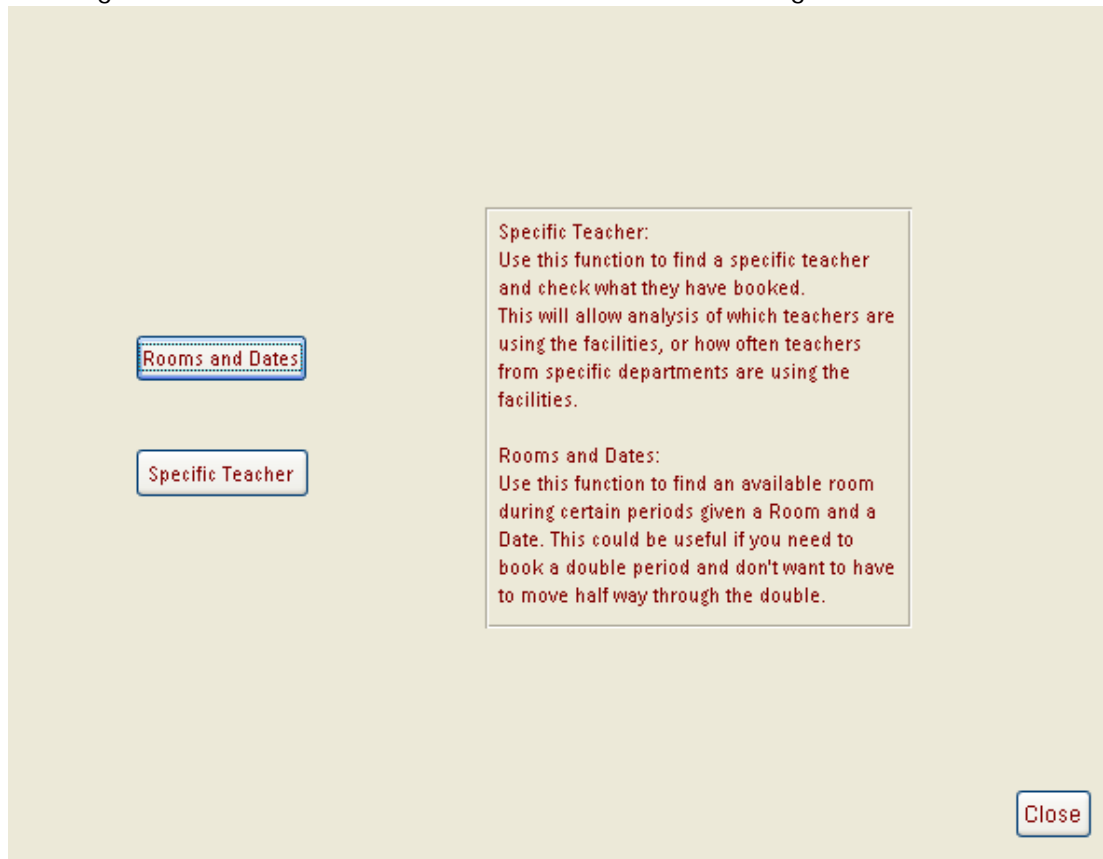 Rooms and Dates
Specific Teacher
Specific Teacher:
Use this function to find a specific teacher
and check what they have booked.
This will allow analysis of which teachers are
using the facilities, or how often teachers
from specific departments are using the
facilities.
Rooms and Dates:
Use this function to find an available room
during certain periods given a Room and a
Date. This could be useful if you need to
book a double period and don't want to have
to move half way through the double.
Close